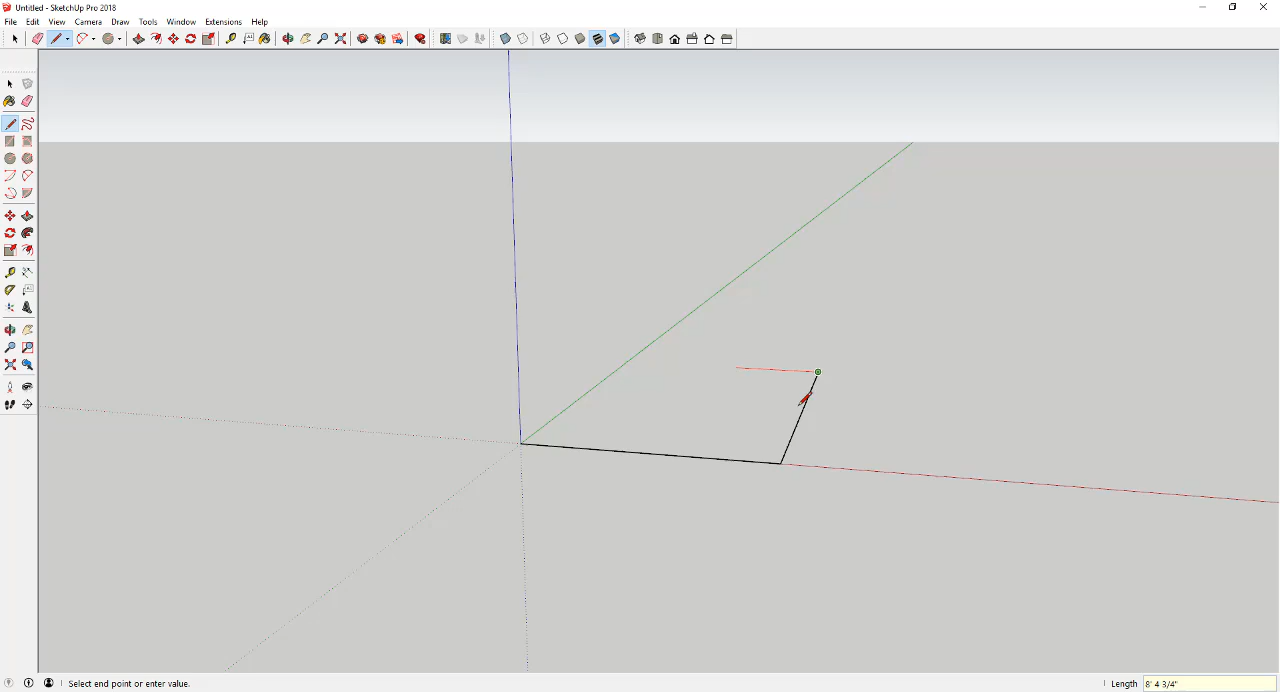 Untitled - SketchUp Pro 2018
File Edit View Camera Draw Tools Window Extensions Help
Select end point or enter value.
Length 8' 4 3/4"